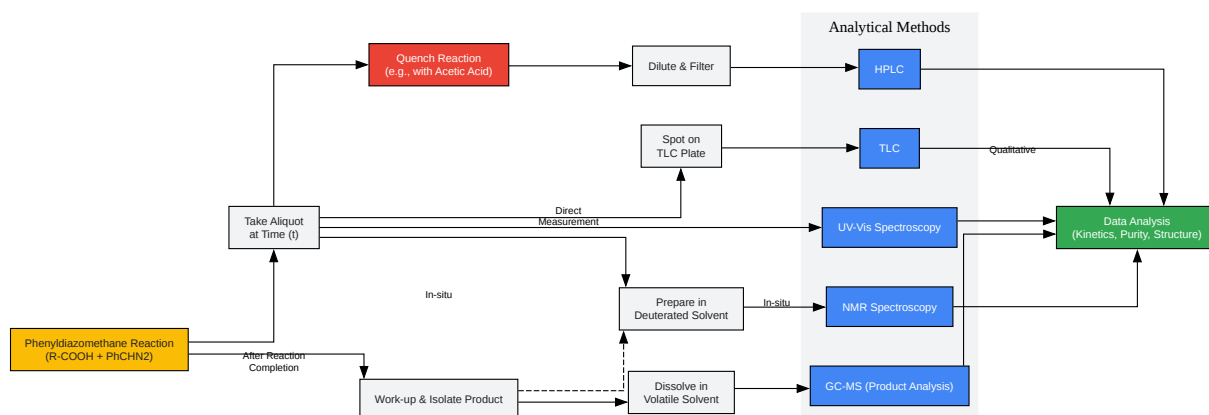 Analytical Methods
Quench Reaction
(e.g., with Acetic Acid)
Dilute & Filter
HPLC
Spot on
TLC Plate
TLC
Qualitative
Take Aliquot
at Time (t)
Direct
Measurement
UV-Vis Spectroscopy
Data Analysis
(Kinetics, Purity, Structure)
In-situ
Prepare in
Deuterated Solvent
In-situ
NMR Spectroscopy
Phenyldiazomethane Reaction
(R-COOH + PhCHN2)
After Reaction
Completion
Work-up & Isolate Product
Dissolve in
Volatile Solvent
GC-MS (Product Analysis)